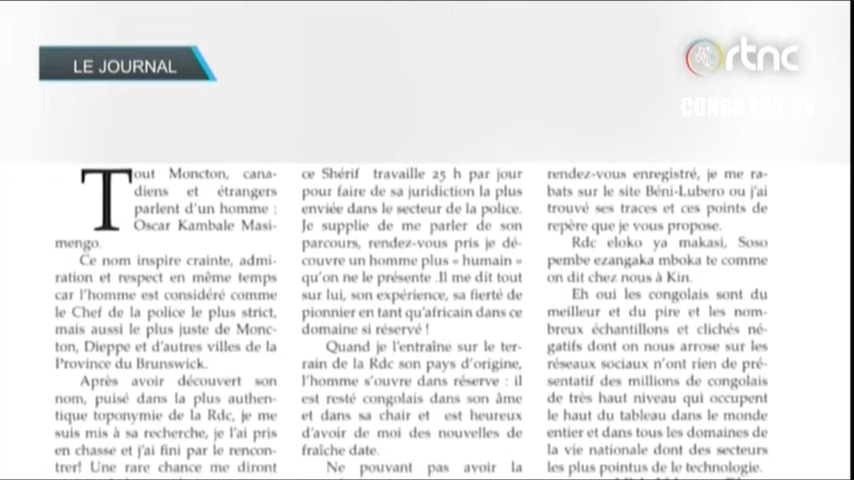 LE JOURNAL
rtnc
CONGO LIVE TV
Tout Moncton, cana-
diens et étrangers
parlent d'un homme :
Oscar Kambale Masi-
mengo.
Ce nom inspire crainte, admi-
ration et respect en même temps
car l'homme est considéré comme
le Chef de la police le plus strict,
mais aussi le plus juste de Monc-
ton, Dieppe et d'autres villes de la
Province du Brunswick.
Après avoir découvert son
nom, puisé dans la plus authen-
tique toponymie de la Rdc, je me
suis mis à sa recherche, je l'ai pris
en chasse et j'ai fini par le rencon-
trer! Une rare chance me diront
ce Shérif travaille 25 h par jour
pour faire de sa juridiction la plus
enviée dans le secteur de la police.
Je supplie de me parler de son
parcours, rendez-vous pris je dé-
couvre un homme plus « humain »
qu'on ne le présente .Il me dit tout
sur lui, son expérience, sa fierté de
pionnier en tant qu'africain dans ce
domaine si réservé !
Quand je l'entraîne sur le ter-
rain de la Rdc son pays d'origine,
l'homme s'ouvre dans réserve : il
est resté congolais dans son âme
et dans sa chair et est heureux
d'avoir de moi des nouvelles de
fraîche date.
Ne pouvant pas avoir la
rendez-vous enregistré, je me ra-
bats sur le site Béni-Lubero ou j'ai
trouvé ses traces et ces points de
repère que je vous propose.
Rdc eloko ya makasi, Soso
pembe ezangaka mboka te comme
on dit chez nous à Kin.
Eh oui les congolais sont du
meilleur et du pire et les nom-
breux échantillons et clichés né-
gatifs dont on nous arrose sur les
réseaux sociaux n'ont rien de pré-
sentatif des millions de congolais
de très haut niveau qui occupent
le haut du tableau dans le monde
entier et dans tous les domaines de
la vie nationale dont des secteurs
les plus pointus de le technologie.